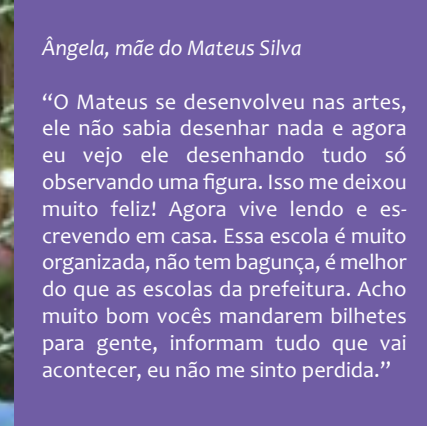 Ângela, mãe do Mateus Silva
“O Mateus se desenvolveu nas artes,
ele não sabia desenhar nada e agora
eu vejo ele desenhando tudo só
observando uma figura. Isso me deixou
muito feliz! Agora vive lendo e es-
crevendo em casa. Essa escola é muito
organizada, não tem bagunça, é melhor
do que as escolas da prefeitura. Acho
muito bom vocês mandarem bilhetes
para gente, informam tudo que vai
acontecer, eu não me sinto perdida.”